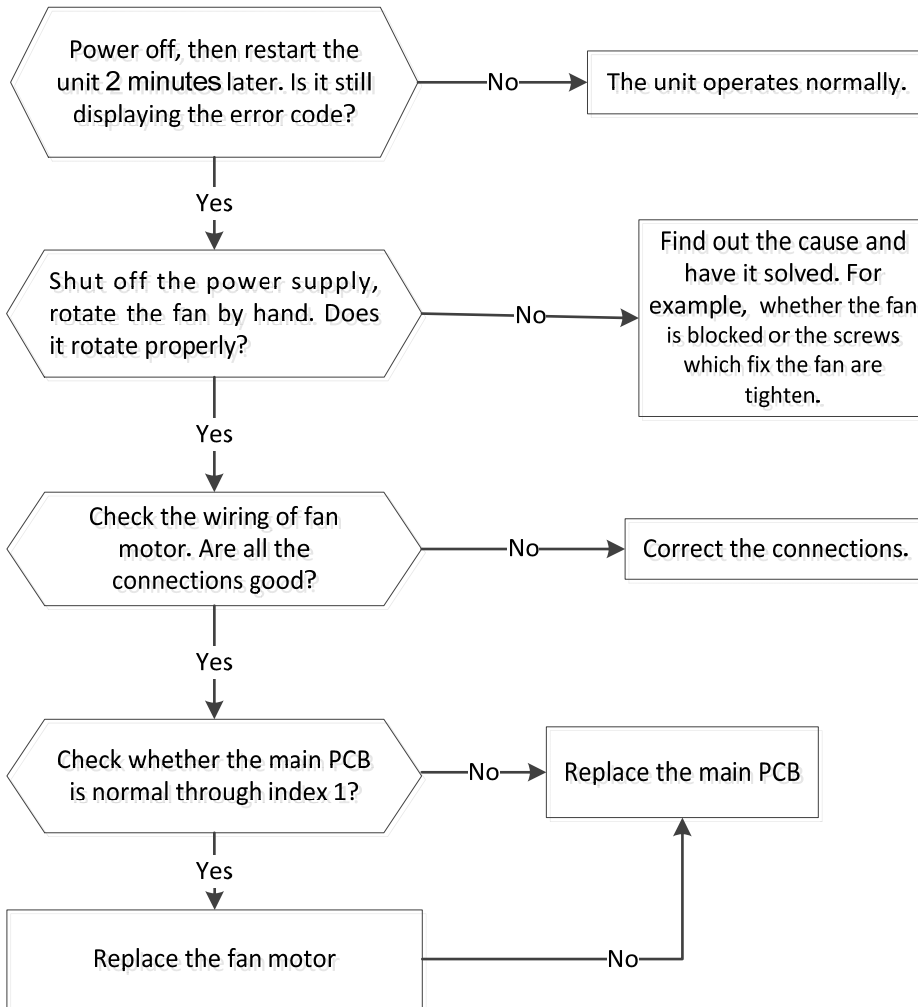 Power off, then restart the
unit 2 minutes later. Is it still
displaying the error code?
No
The unit operates normally.
Yes
Shut off the power supply,
rotate the fan by hand. Does
it rotate properly?
No
Find out the cause and
have it solved. For
example, whether the fan
is blocked or the screws
which fix the fan are
tighten.
Yes
Check the wiring of fan
motor. Are all the
connections good?
No
Correct the connections.
Yes
Check whether the main PCB
is normal through index 1?
No
Replace the main PCB
Yes
Replace the fan motor
No